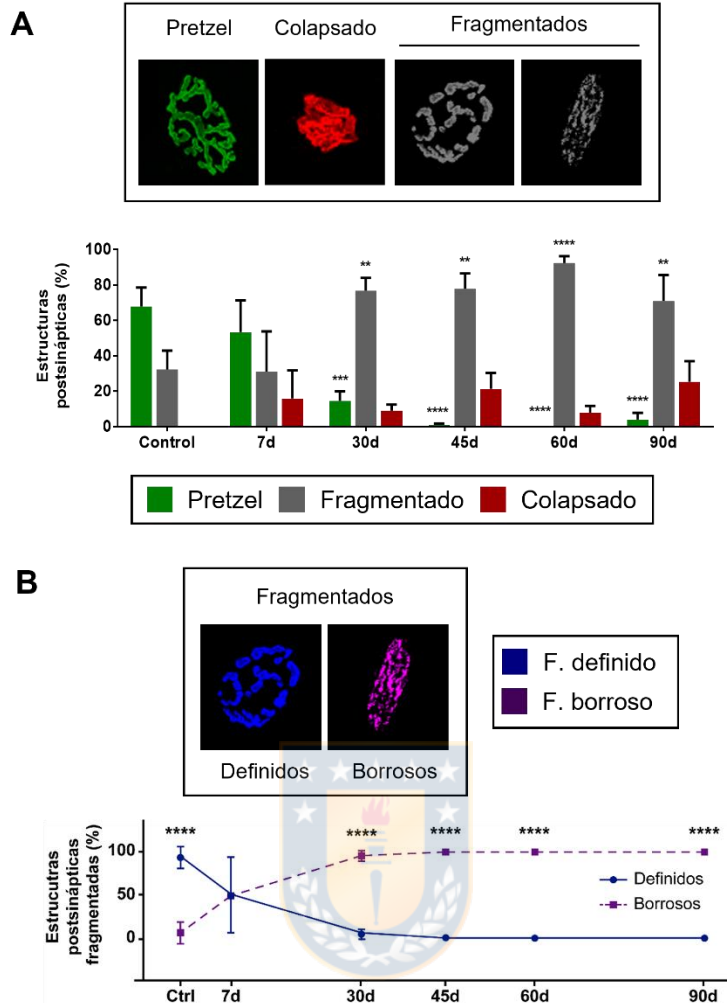 A
Pretzel Colapsado Fragmentados
Estructuras
postsinápticas (%)
100
80
60
40
20
0
** ** **** **
*** **** **** ****
Control 7d 30d 45d 60d 90d
Pretzel Fragmentado Colapsado
B
Fragmentados
Definidos Borrosos
F. definido
F. borroso
Estrucutras
postsinápticas
fragmentadas (%)
**** **** **** **** ****
100
50
0
Definidos
Borrosos
Ctrl 7d 30d 45d 60d 90d